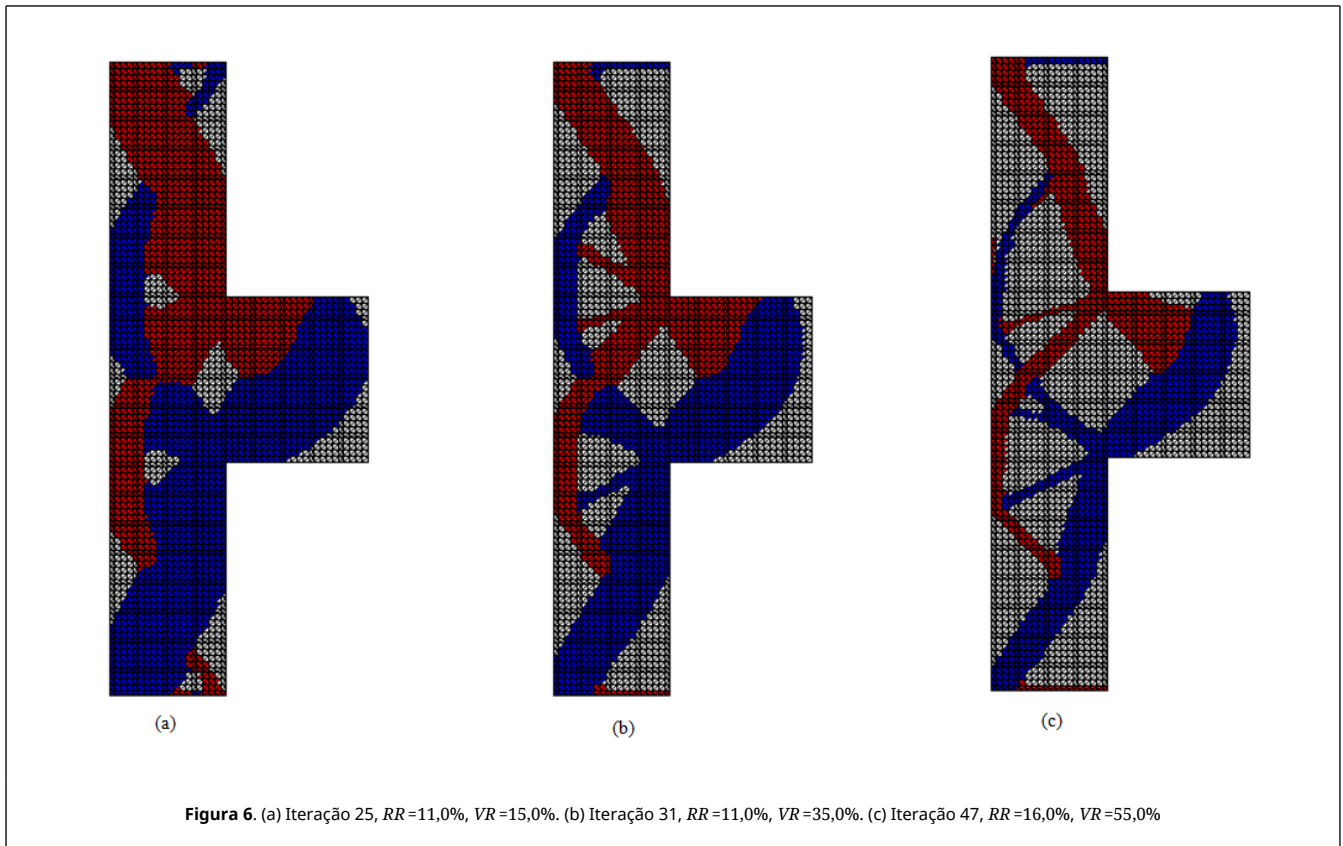 (a)
(b)
(c)
Figura 6. (a) Iteração 25, RR=11,0%, VR=15,0%. (b) Iteração 31, RR=11,0%, VR=35,0%. (c) Iteração 47, RR=16,0%, VR=55,0%